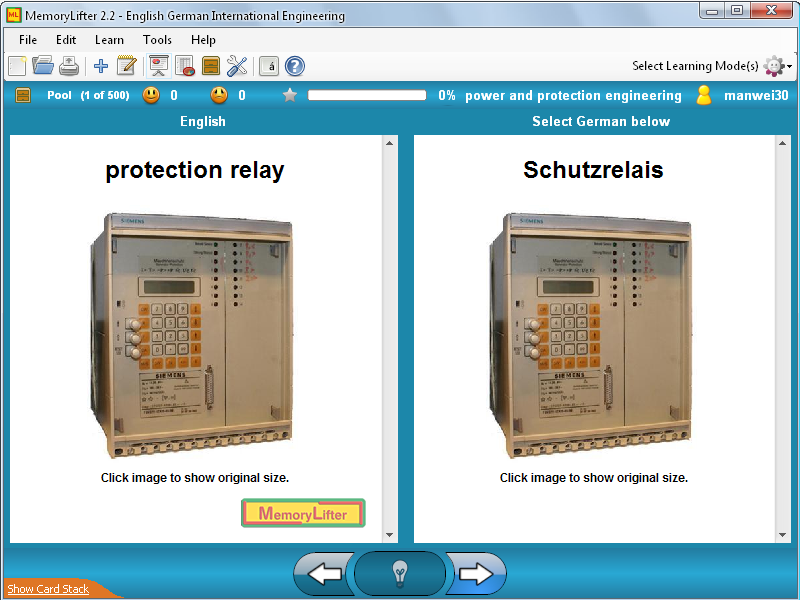 MemoryLifter 2.2 - English German International Engineering
File Edit Learn Tools Help
á ?
Select Learning Mode(s)
Pool (1 of 500) 0 0 0% power and protection engineering manwei30
English
Select German below
protection relay
SIEMENS
SIEMENS
Click image to show original size.
MemoryLifter
Schutzrelais
SIEMENS
SIEMENS
Click image to show original size.
Show Card Stack